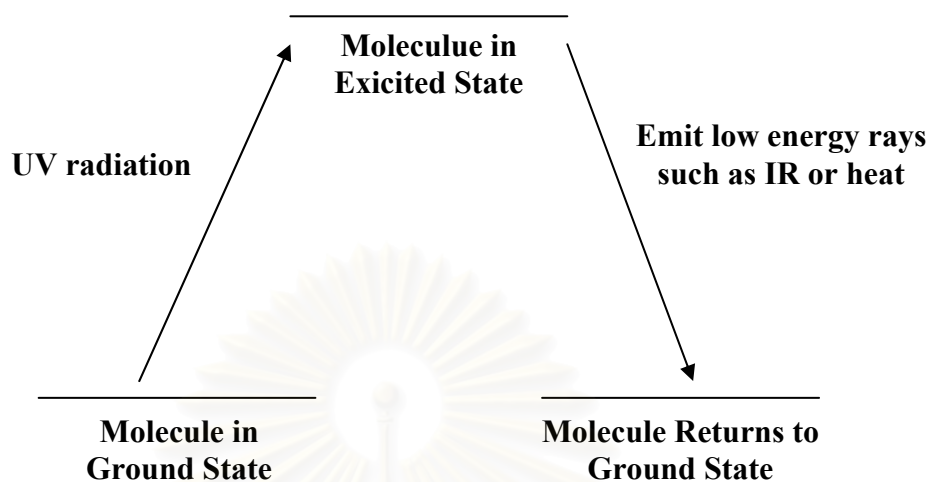 Moleculue in
Exicited State
UV radiation
Emit low energy rays
such as IR or heat
Molecule in
Ground State
Molecule Returns to
Ground State